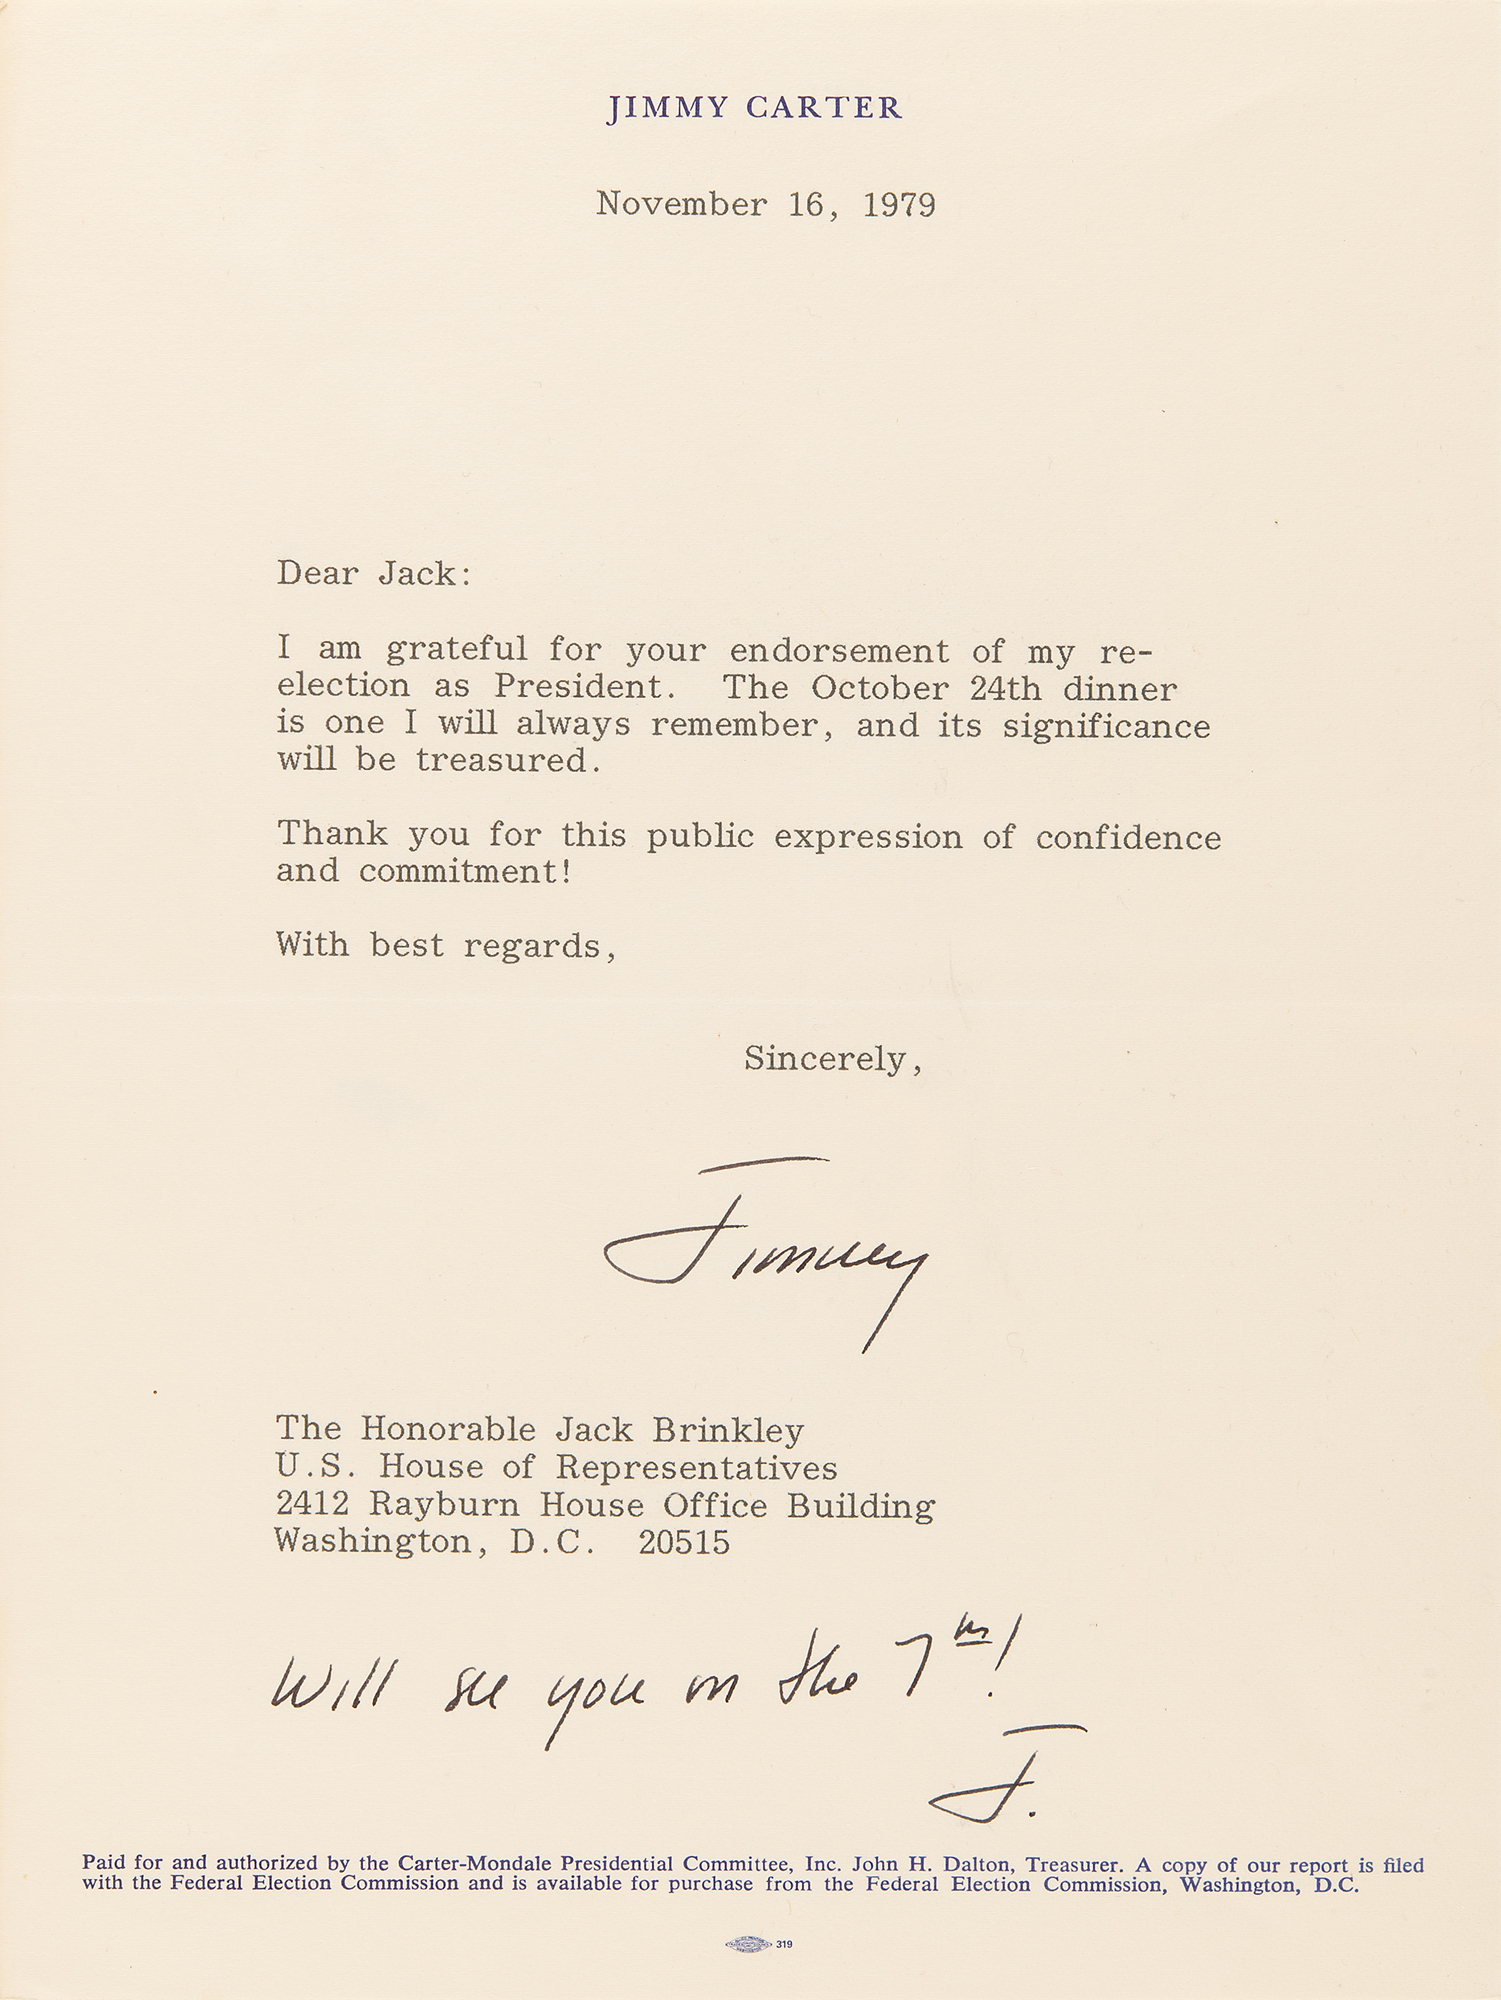 JIMMY CARTER
November 16, 1979
Dear Jack:
I am grateful for your endorsement of my re-
election as President. The October 24th dinner
is one I will always remember, and its significance
will be treasured.
Thank you for this public expression of confidence
and commitment!
With best regards,
Sincerely,
Jimmy
The Honorable Jack Brinkley
U.S. House of Representatives
2412 Rayburn House Office Building
Washington, D.C. 20515
Will see you on the 7th!
J.
Paid for and authorized by the Carter-Mondale Presidential Committee, Inc. John H. Dalton, Treasurer. A copy of our report is filed
with the Federal Election Commission and is available for purchase from the Federal Election Commission, Washington, D.C.
319